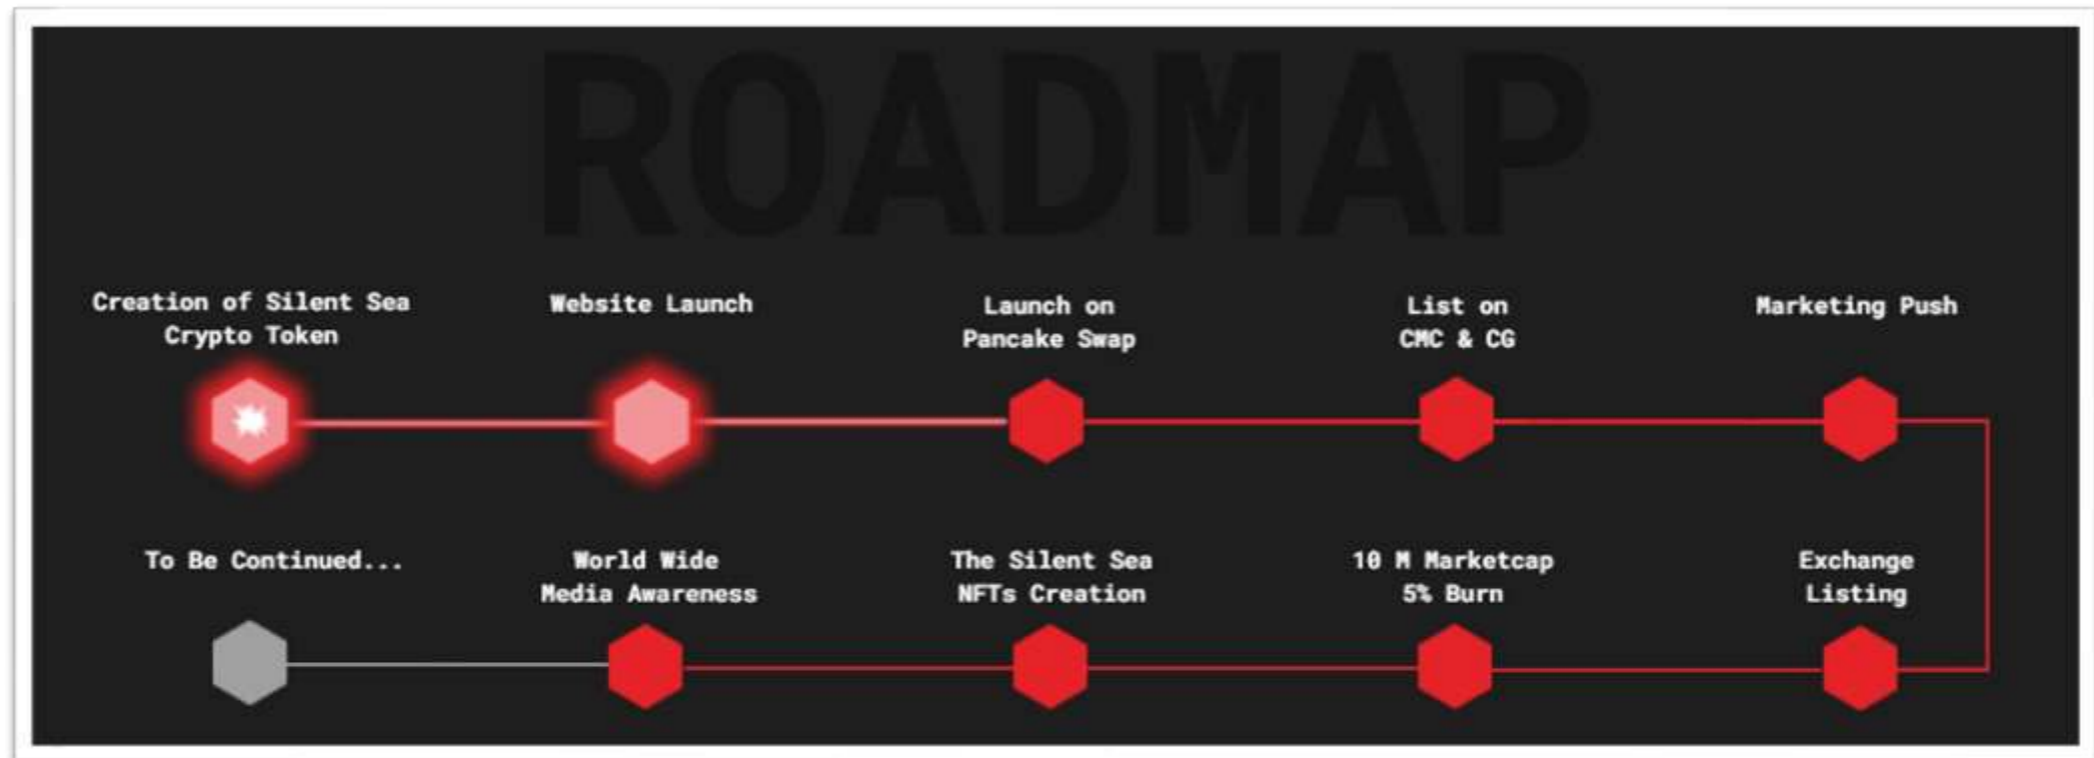 ROADMAP
Creation of Silent Sea
Crypto Token
Website Launch
Launch on
Pancake Swap
List on
CMC & CG
Marketing Push
To Be Continued...
World Wide
Media Awareness
The Silent Sea
NFTs Creation
10 M Marketcap
5% Burn
Exchange
Listing